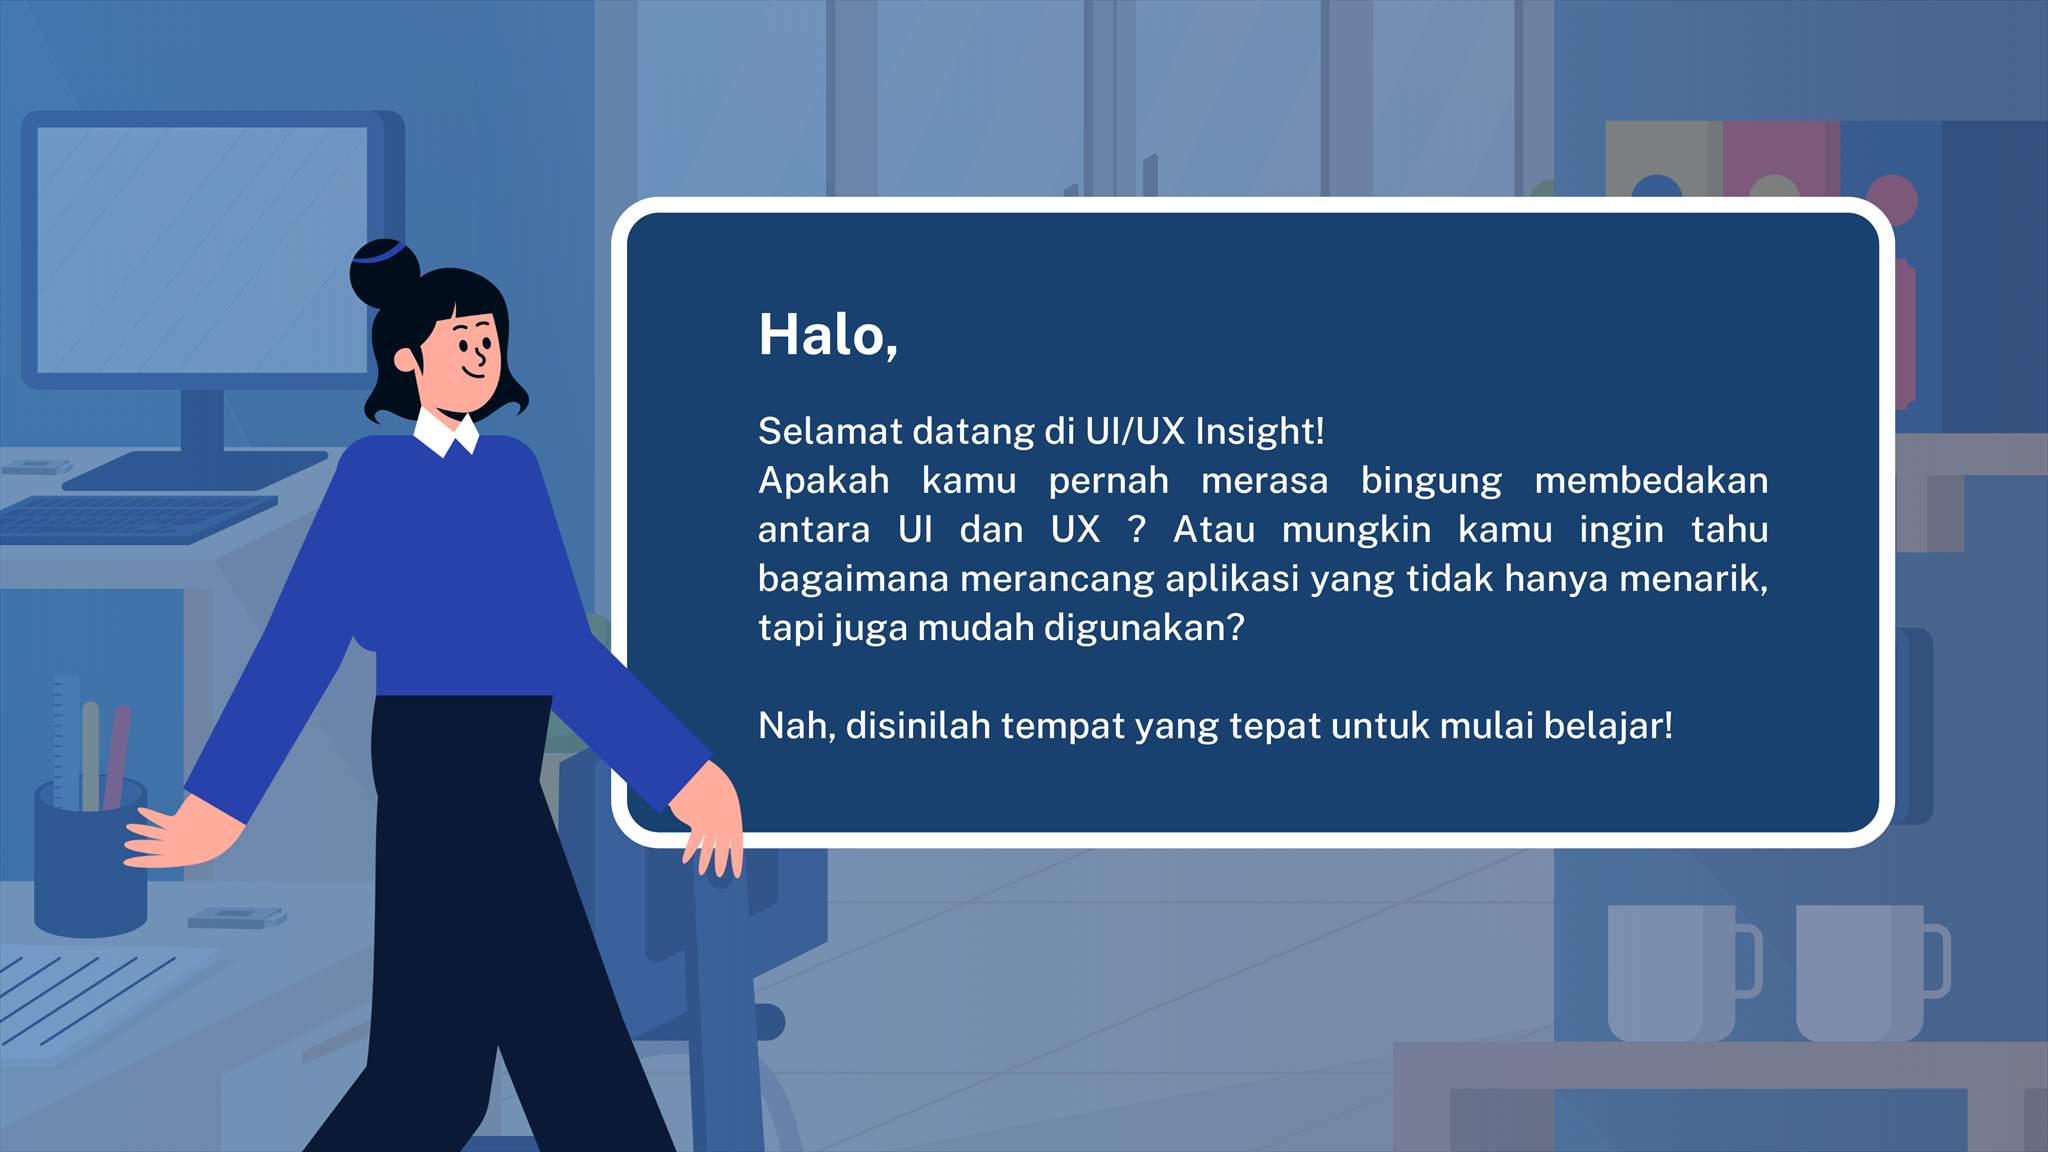 Halo,
Selamat datang di UI/UX Insight!
Apakah kamu pernah merasa bingung membedakan
antara UI dan UX ? Atau mungkin kamu ingin tahu
bagaimana merancang aplikasi yang tidak hanya menarik,
tapi juga mudah digunakan?
Nah, disinilah tempat yang tepat untuk mulai belajar!